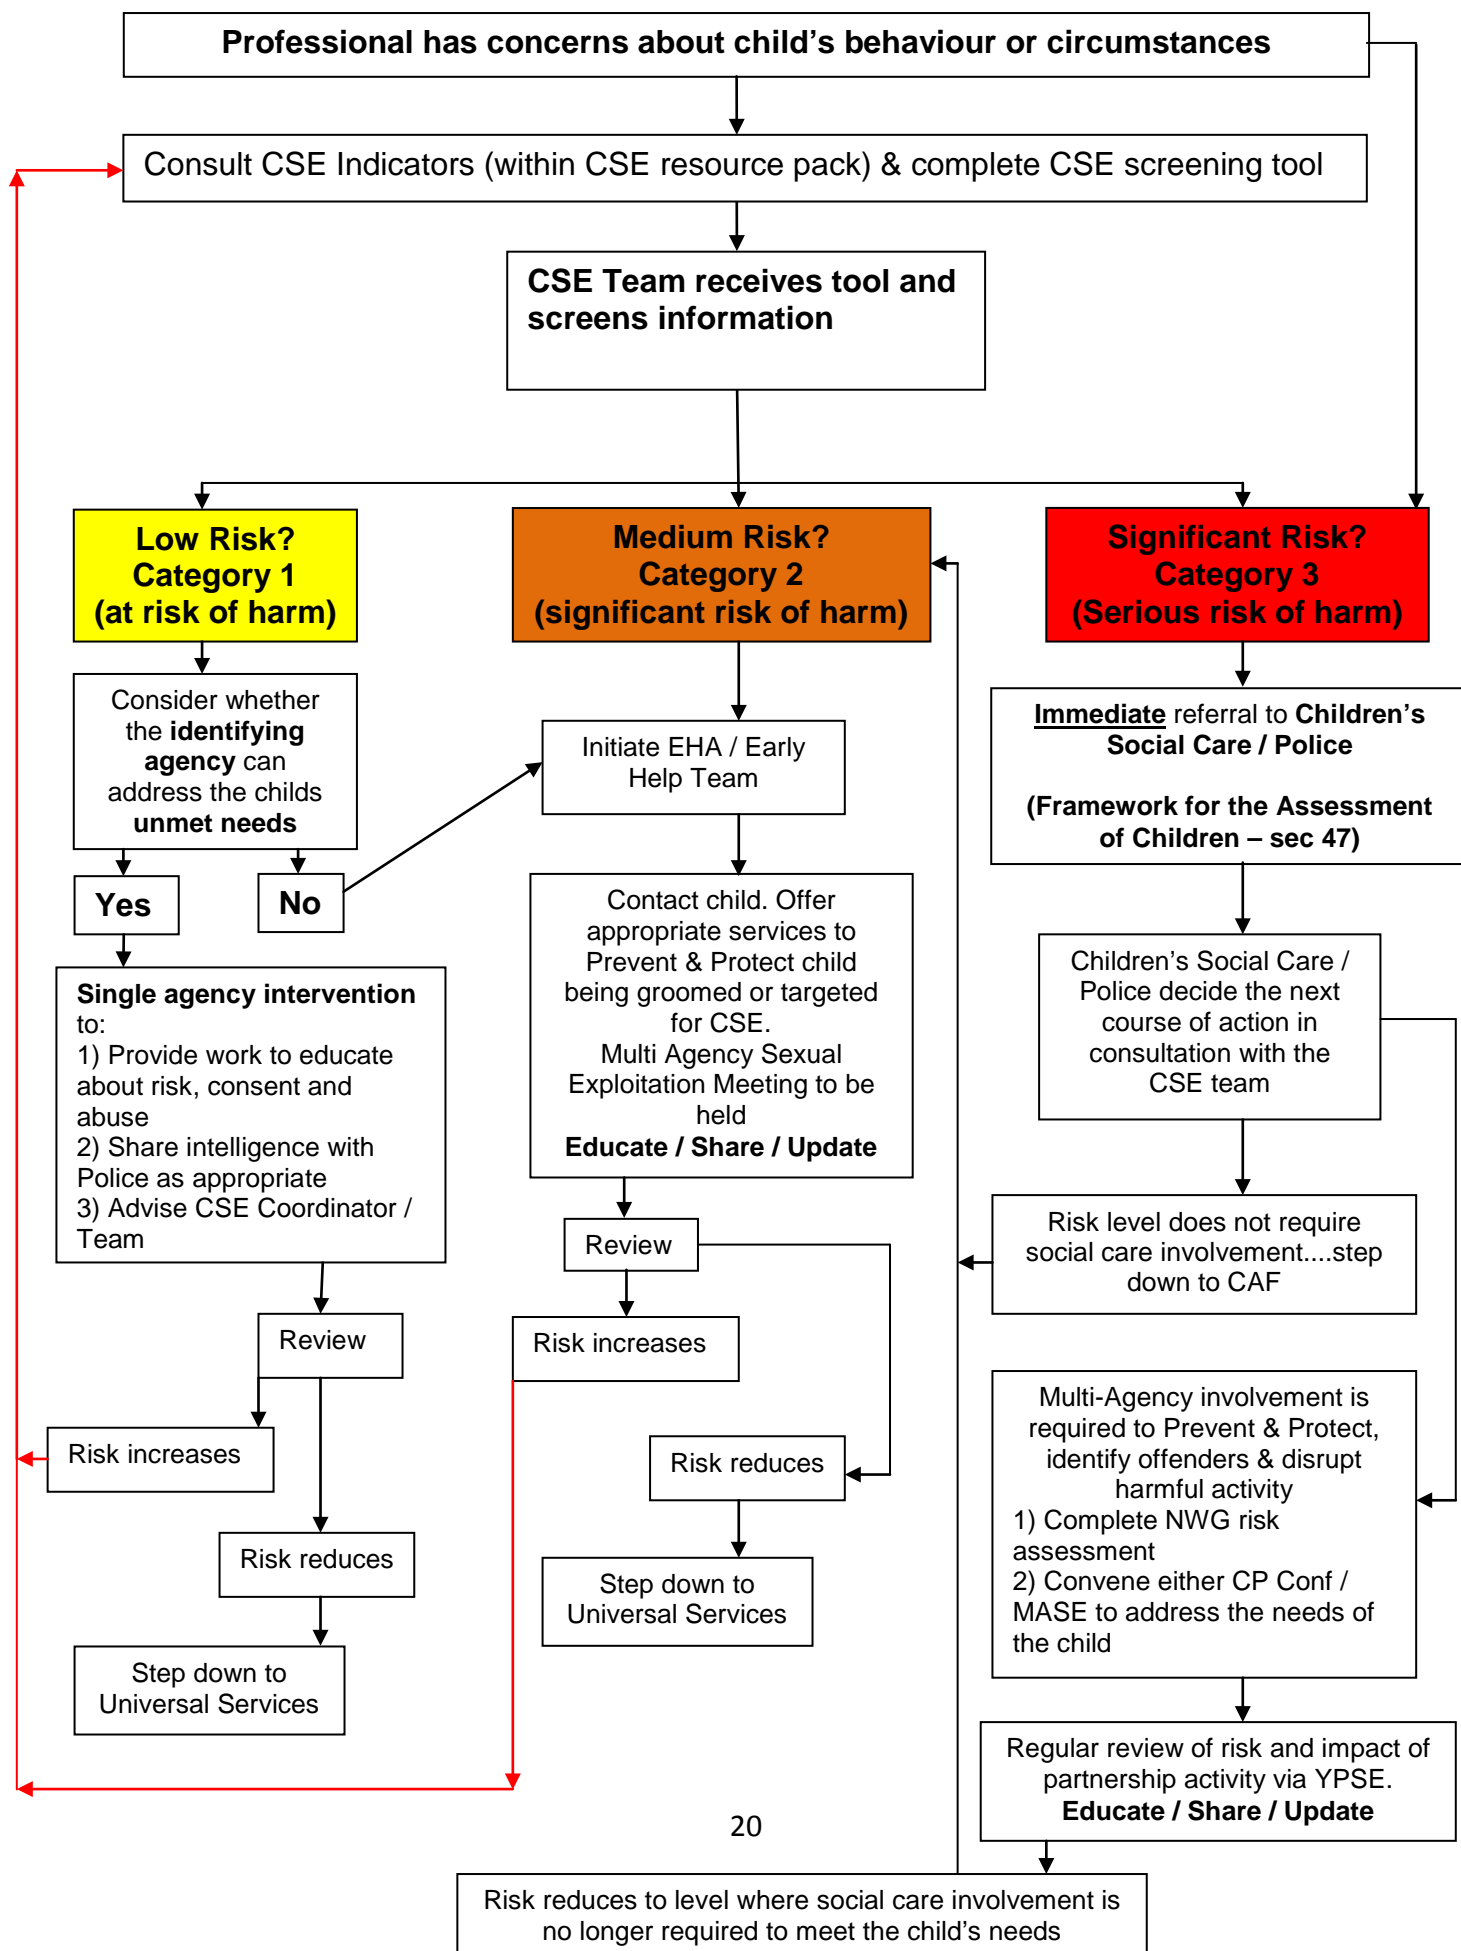 Professional has concerns about child’s behaviour or circumstances
Consult CSE Indicators (within CSE resource pack) & complete CSE screening tool
CSE Team receives tool and
screens information
Low Risk?
Category 1
(at risk of harm)
Medium Risk?
Category 2
(significant risk of harm)
Significant Risk?
Category 3
(Serious risk of harm)
Consider whether
the identifying
agency can
address the childs
unmet needs
Yes
No
Single agency intervention
to:
1) Provide work to educate
about risk, consent and
abuse
2) Share intelligence with
Police as appropriate
3) Advise CSE Coordinator /
Team
Review
Risk increases
Risk reduces
Step down to
Universal Services
Initiate EHA / Early
Help Team
Contact child. Offer
appropriate services to
Prevent & Protect child
being groomed or targeted
for CSE.
Multi Agency Sexual
Exploitation Meeting to be
held
Educate / Share / Update
Review
Risk increases
Risk reduces
Step down to
Universal Services
Immediate referral to Children’s
Social Care / Police
(Framework for the Assessment
of Children – sec 47)
Children’s Social Care /
Police decide the next
course of action in
consultation with the
CSE team
Risk level does not require
social care involvement....step
down to CAF
Multi-Agency involvement is
required to Prevent & Protect,
identify offenders & disrupt
harmful activity
1) Complete NWG risk
assessment
2) Convene either CP Conf /
MASE to address the needs of
the child
Regular review of risk and impact of
partnership activity via YPSE.
Educate / Share / Update
20
Risk reduces to level where social care involvement is
no longer required to meet the child’s needs